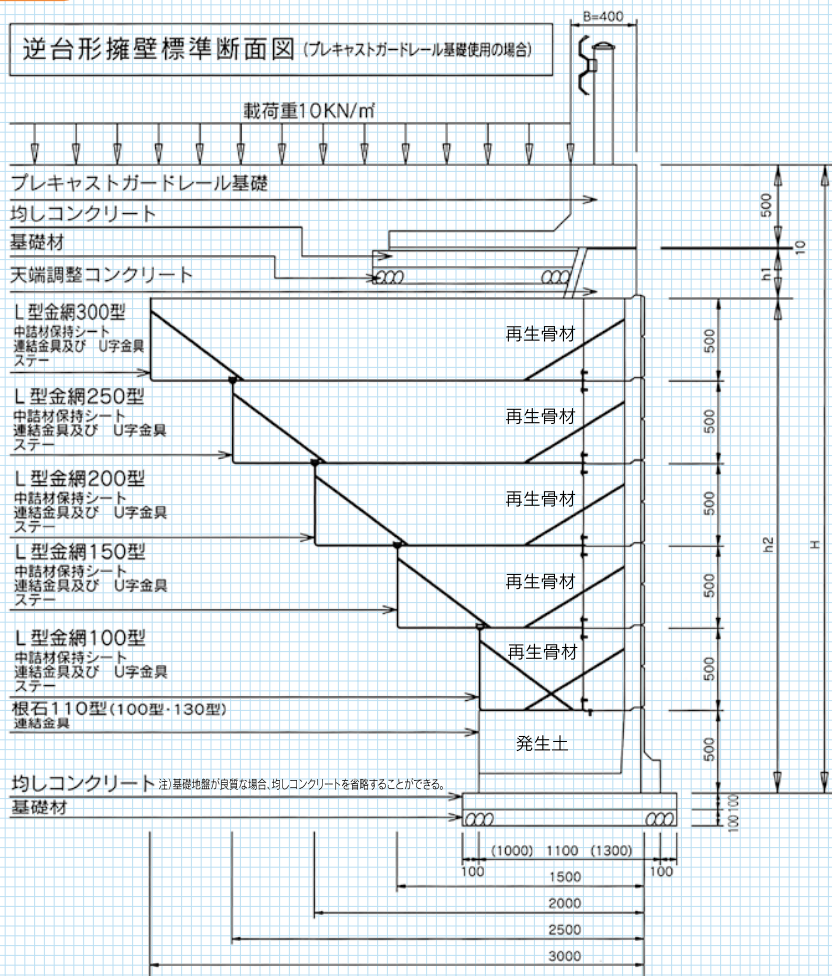 B=400
逆台形擁壁標準断面図(プレキャストガードレール基礎使用の場合)
載荷重10KN/㎡
プレキャストガードレール基礎
均しコンクリート
基礎材
天端調整コンクリート
500
10
h1
L型金網300型
中詰材保持シート
連結金具及び U字金具
ステー
再生骨材
500
L型金網250型
中詰材保持シート
連結金具及び U字金具
ステー
再生骨材
500
L型金網200型
中詰材保持シート
連結金具及び U字金具
ステー
再生骨材
500
h2
H
L型金網150型
中詰材保持シート
連結金具及び U字金具
ステー
再生骨材
500
L型金網100型
中詰材保持シート
連結金具及び U字金具
ステー
再生骨材
500
根石110型(100型・130型)
連結金具
発生土
500
均しコンクリート 注)基礎地盤が良質な場合、均しコンクリートを省略することができる。
基礎材
100 100
(1000) 1100 (1300)
100 100
1500
2000
2500
3000